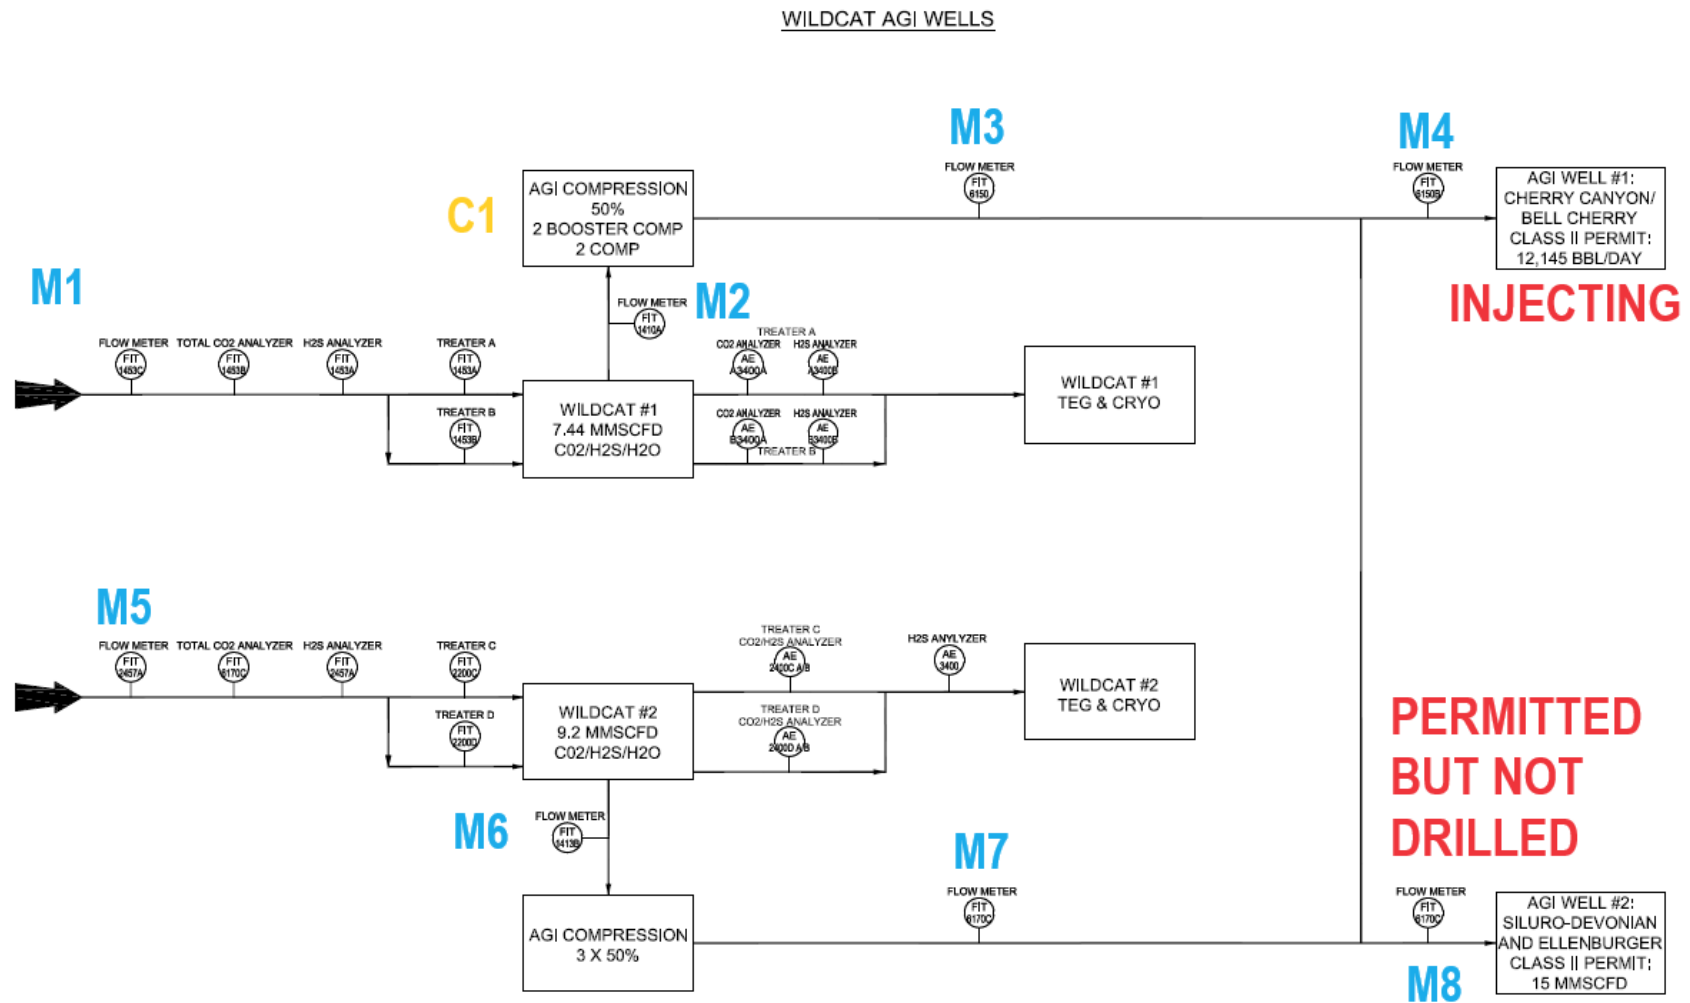 WILDCAT AGI WELLS
M3
M4
FLOW METER
FIT
6150
FLOW METER
FIT
6150B
C1
AGI COMPRESSION
50%
2 BOOSTER COMP
2 COMP
AGI WELL #1:
CHERRY CANYON/
BELL CHERRY
CLASS II PERMIT:
12,145 BBL/DAY
INJECTING
M1
M2
FLOW METER
FIT
1410A
FLOW METER
FIT
1453C
TOTAL CO2 ANALYZER
FIT
1453B
H2S ANALYZER
FIT
1453A
TREATER A
FIT
1453A
TREATER B
FIT
1453B
WILDCAT #1
7.44 MMSCFD
C02/H2S/H2O
TREATER A
CO2 ANALYZER
AE
A3400A
H2S ANALYZER
AE
A3400B
CO2 ANALYZER
AE
B3400A
H2S ANALYZER
AE
B3400B
TREATER B
WILDCAT #1
TEG & CRYO
M5
FLOW METER
FIT
2457A
TOTAL CO2 ANALYZER
FIT
6170C
H2S ANALYZER
FIT
2457A
TREATER C
FIT
2200C
TREATER D
FIT
2200D
WILDCAT #2
9.2 MMSCFD
C02/H2S/H2O
TREATER C
CO2/H2S ANALYZER
AE
2400C A/B
TREATER D
CO2/H2S ANALYZER
AE
2400D A/B
H2S ANYLYZER
AE
3400
WILDCAT #2
TEG & CRYO
PERMITTED
BUT NOT
DRILLED
M6
FLOW METER
FIT
1413B
M7
FLOW METER
FIT
6170C
AGI COMPRESSION
3 X 50%
FLOW METER
FIT
6170C
M8
AGI WELL #2:
SILURO-DEVONIAN
AND ELLENBURGER
CLASS II PERMIT:
15 MMSCFD